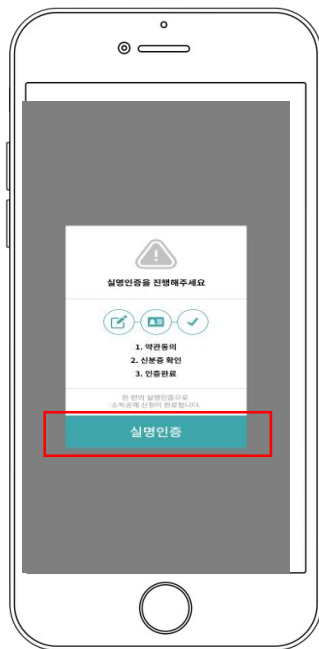 실명인증을 진행해주세요
1. 약관동의
2. 신분증 확인
3. 인증완료
한 번의 실명인증으로
소득공제 신청이 완료됩니다.
실명인증